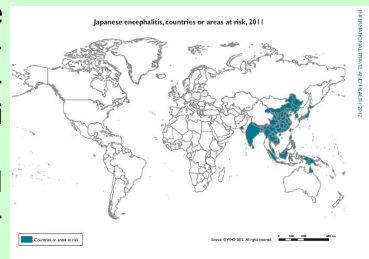 Japanese encephalitis, countries or areas at risk, 2011
INTERNATIONAL TRAVEL AND HEALTH 2012
Countries or areas at risk
Source: ©WHO 2012. All rights reserved.